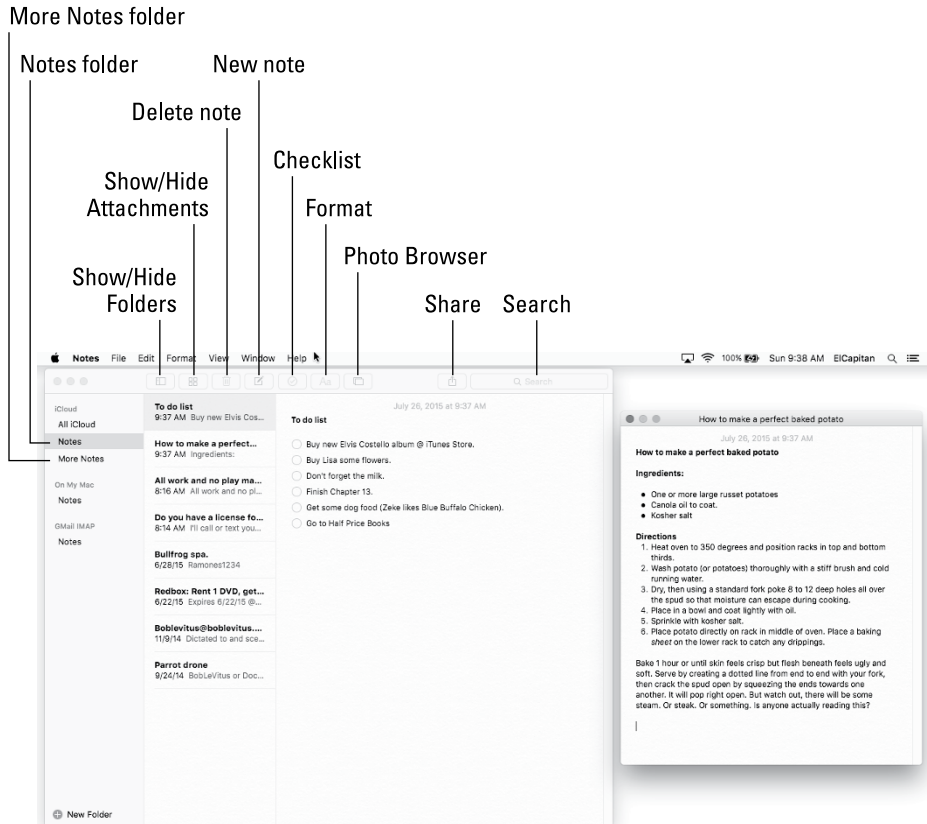 More Notes folder
Notes folder
New note
Delete note
Checklist
Show/Hide
Attachments
Format
Photo Browser
Show/Hide
Folders
Share
Search
Notes File Edit Format View Window Help
100% Sun 9:38 AM ElCapitan
Search
iCloud
All iCloud
Notes
More Notes
On My Mac
Notes
GMail IMAP
Notes
New Folder
To do list
9:37 AM Buy new Elvis Cos...
How to make a perfect...
9:37 AM Ingredients:
All work and no play ma...
8:16 AM All work and no pl...
Do you have a license fo...
8:14 AM I'll call or text you...
Bullfrog spa.
6/28/15 Ramones1234
Redbox: Rent 1 DVD, get...
6/22/15 Expires 6/22/15 @...
Boblevitus@boblevitus....
11/9/14 Dictated to and sce...
Parrot drone
9/24/14 BobLeVitus or Doc...
July 26, 2015 at 9:37 AM
To do list
Buy new Elvis Costello album @ iTunes Store.
Buy Lisa some flowers.
Don't forget the milk.
Finish Chapter 13.
Get some dog food (Zeke likes Blue Buffalo Chicken).
Go to Half Price Books
How to make a perfect baked potato
July 26, 2015 at 9:37 AM
How to make a perfect baked potato
Ingredients:
• One or more large russet potatoes
• Canola oil to coat.
• Kosher salt
Directions
1. Heat oven to 350 degrees and position racks in top and bottom
thirds.
2. Wash potato (or potatoes) thoroughly with a stiff brush and cold
running water.
3. Dry, then using a standard fork poke 8 to 12 deep holes all over
the spud so that moisture can escape during cooking.
4. Place in a bowl and coat lightly with oil.
5. Sprinkle with kosher salt.
6. Place potato directly on rack in middle of oven. Place a baking
sheet on the lower rack to catch any drippings.
Bake 1 hour or until skin feels crisp but flesh beneath feels ugly and
soft. Serve by creating a dotted line from end to end with your fork,
then crack the spud open by squeezing the ends towards one
another. It will pop right open. But watch out, there will be some
steam. Or steak. Or something. Is anyone actually reading this?